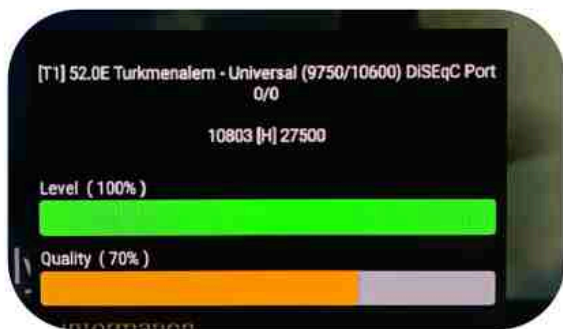 [T1] 52.0E Turkmenalem - Universal (9750/10600) DiSEqC Port
0/0
10803 [H] 27500
Level ( 100% )
Quality ( 70% )